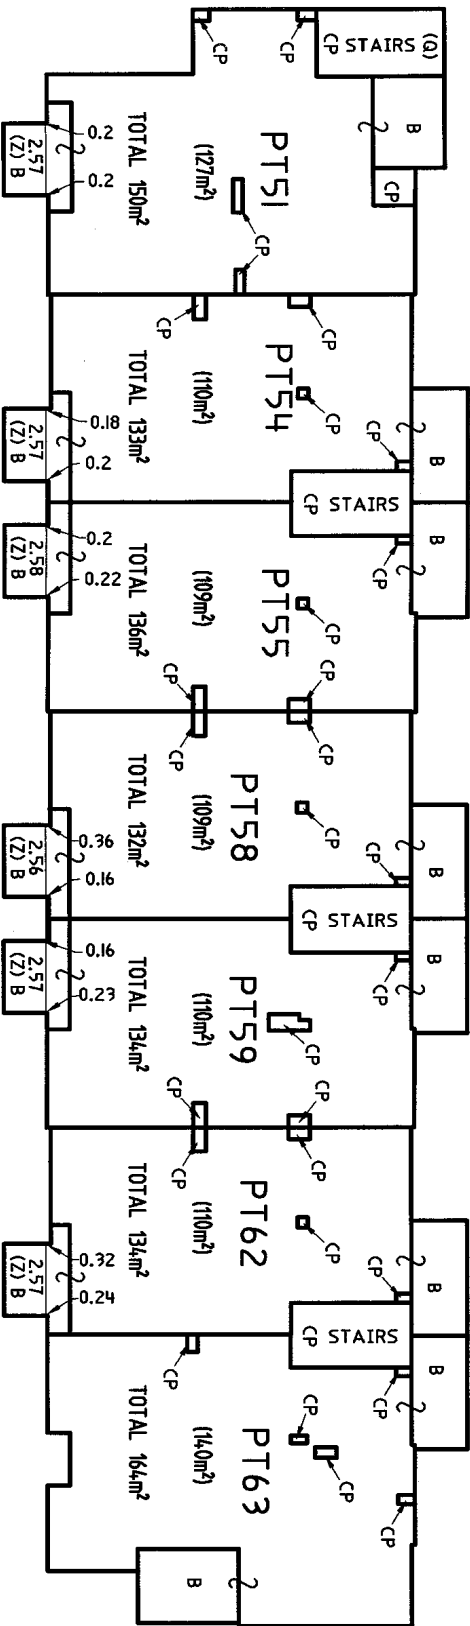 STAIRS (Q)
CP
CP
CP
B
CP
PT51
(127m²)
TOTAL 150m²
CP
0.2
0.2
2.57
(Z) B
CP
CP
PT54
(110m²)
TOTAL 133m²
CP
CP
B
0.18
0.2
2.57
(Z) B
STAIRS
CP
B
CP
0.2
0.22
2.58
(Z) B
PT55
(109m²)
TOTAL 136m²
CP
CP
CP
CP
CP
PT58
(109m²)
TOTAL 132m²
CP
CP
B
0.36
0.16
2.56
(Z) B
STAIRS
CP
B
CP
0.16
0.23
2.57
(Z) B
PT59
(110m²)
TOTAL 134m²
CP
CP
CP
CP
CP
PT62
(110m²)
TOTAL 134m²
CP
CP
B
0.32
0.24
2.57
(Z) B
STAIRS
CP
B
CP
CP
PT63
(140m²)
TOTAL 164m²
CP
CP
CP
B